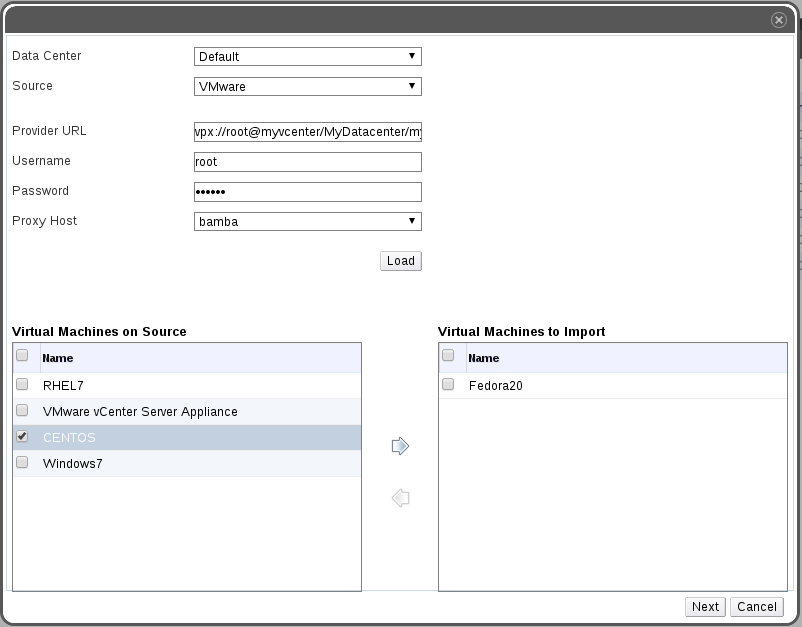 Data Center Default
Source VMware
Provider URL vpx://root@myvcenter/MyDatacenter/my
Username root
Password ••••••
Proxy Host bamba
Load
Virtual Machines on Source Virtual Machines to Import
Name Name
RHEL7 Fedora20
VMware vCenter Server Appliance
CENTOS
Windows7
Next Cancel